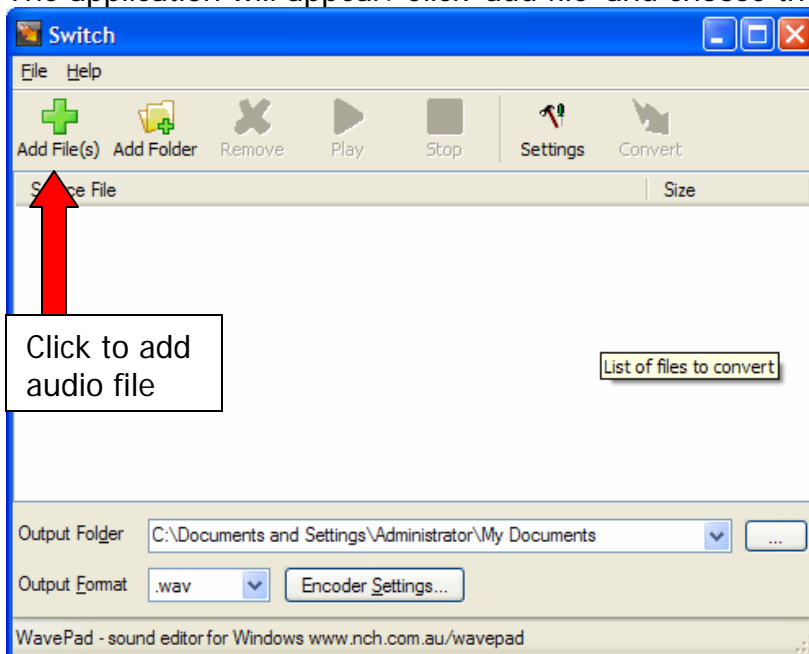 Switch
File Help
Add File(s) Add Folder Remove Play Stop Settings Convert
Source File Size
Click to add
audio file
List of files to convert
Output Folder C:\Documents and Settings\Administrator\My Documents ...
Output Format .wav Encoder Settings...
WavePad - sound editor for Windows www.nch.com.au/wavepad